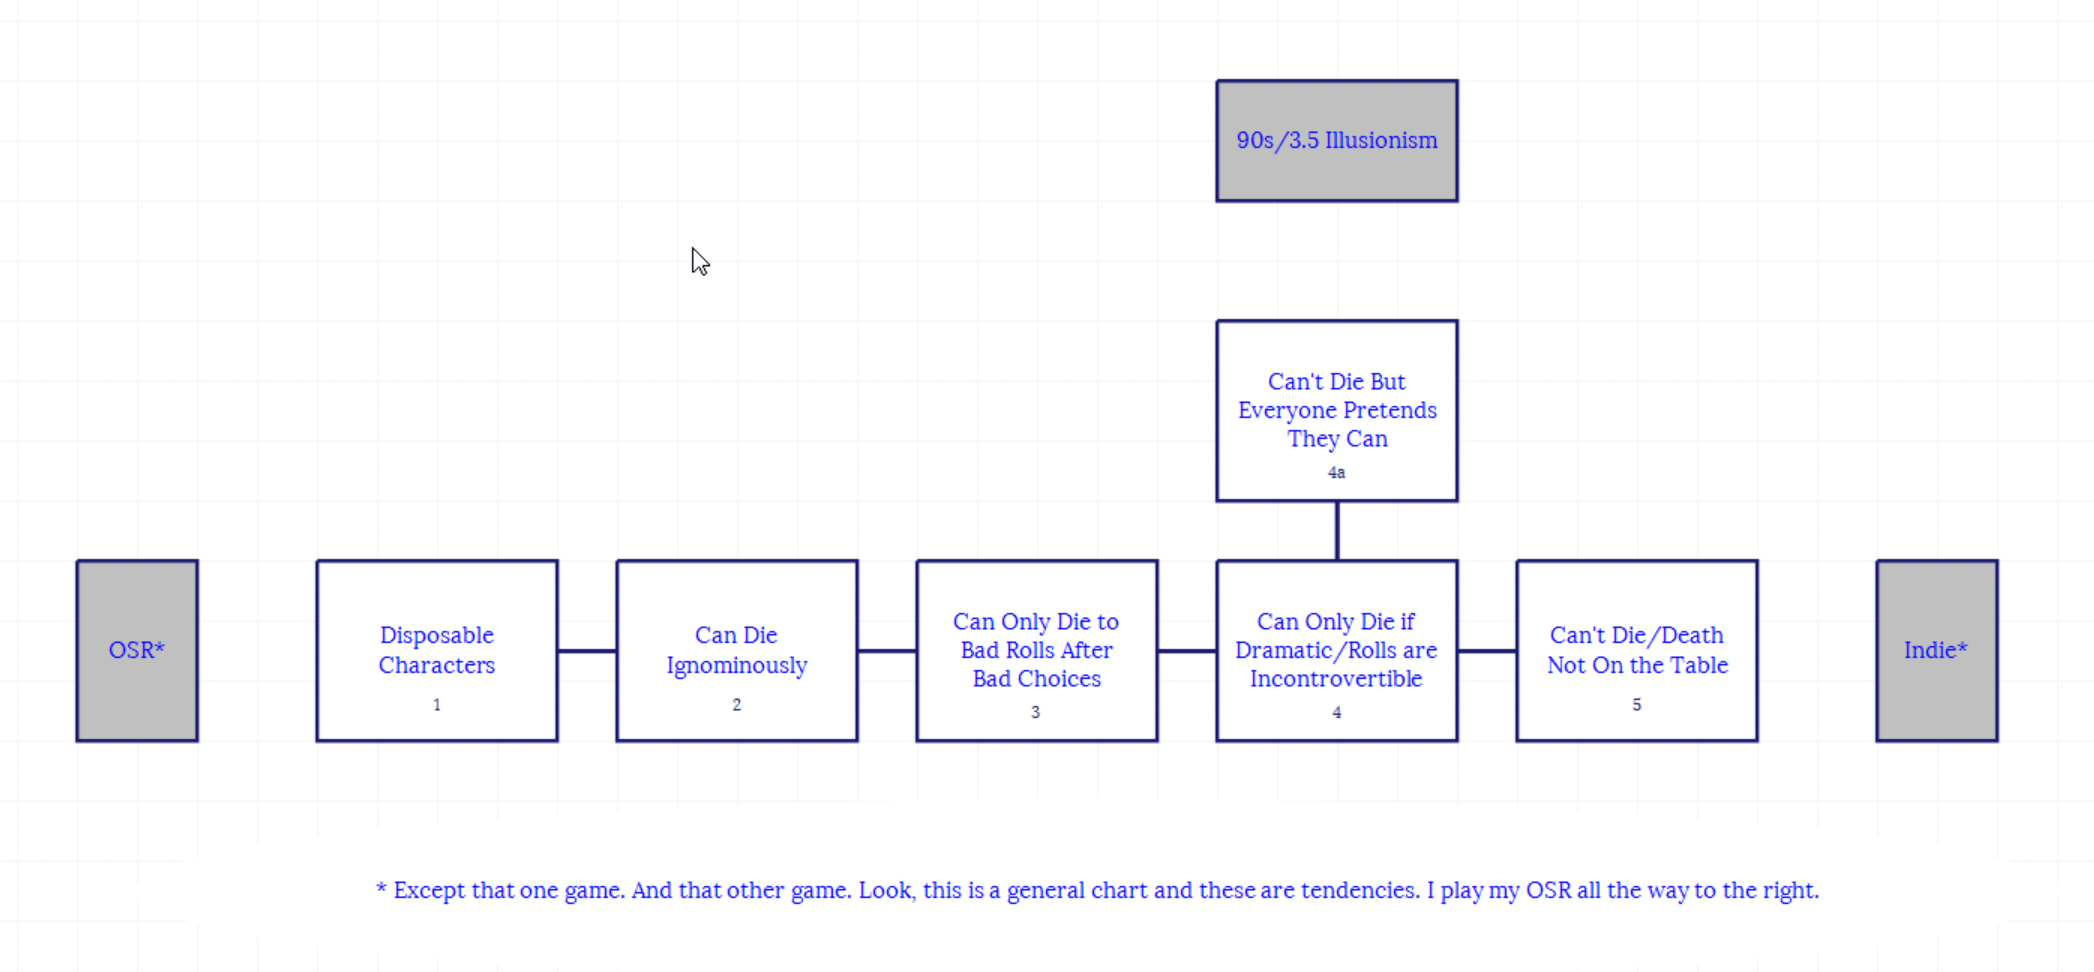 90s/3.5 Illusionism
Can't Die But
Everyone Pretends
They Can
4a
OSR*
Disposable
Characters
1
Can Die
Ignominously
2
Can Only Die to
Bad Rolls After
Bad Choices
3
Can Only Die if
Dramatic/Rolls are
Incontrovertible
4
Can't Die/Death
Not On the Table
5
Indie*
* Except that one game. And that other game. Look, this is a general chart and these are tendencies. I play my OSR all the way to the right.